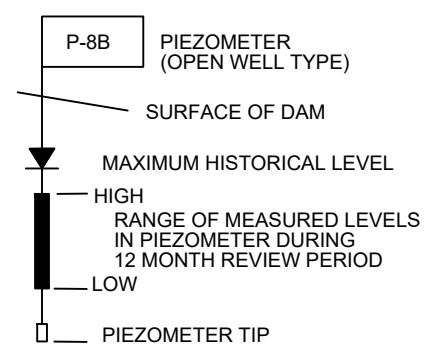 P-8B
PIEZOMETER
(OPEN WELL TYPE)
SURFACE OF DAM
MAXIMUM HISTORICAL LEVEL
HIGH
RANGE OF MEASURED LEVELS
IN PIEZOMETER DURING
12 MONTH REVIEW PERIOD
LOW
PIEZOMETER TIP